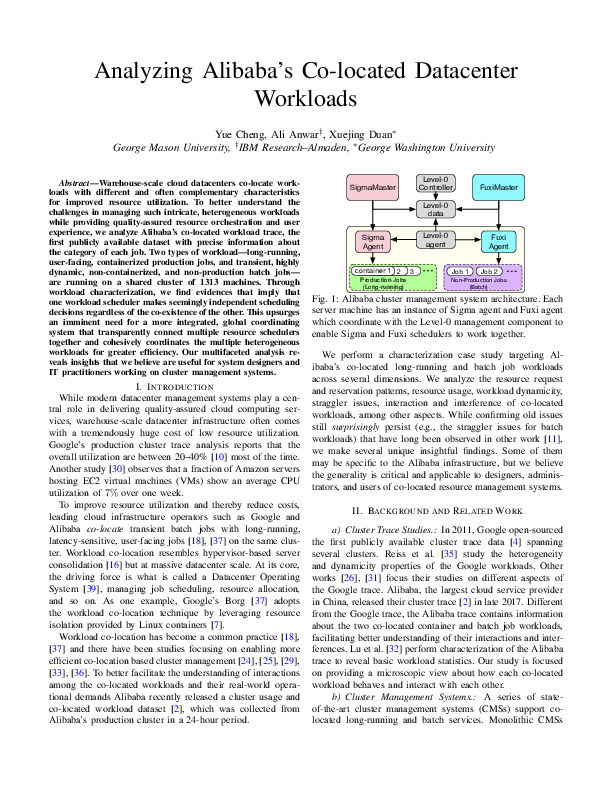 Analyzing Alibaba's Co-located Datacenter
Workloads
Yue Cheng, Ali Anwar†, Xuejing Duan*
George Mason University, †IBM Research–Almaden, *George Washington University
Abstract—Warehouse-scale cloud datacenters co-locate work-
loads with different and often complementary characteristics
for improved resource utilization. To better understand the
challenges in managing such intricate, heterogeneous workloads
while providing quality-assured resource orchestration and user
experience, we analyze Alibaba's co-located workload trace, the
first publicly available dataset with precise information about
the category of each job. Two types of workload—long-running,
user-facing, containerized production jobs, and transient, highly
dynamic, non-containerized, and non-production batch jobs—
are running on a shared cluster of 1313 machines. Through
workload characterization, we find evidences that imply that
one workload scheduler makes seemingly independent scheduling
decisions regardless of the co-existence of the other. This upsurges
an imminent need for a more integrated, global coordinating
system that transparently connect multiple resource schedulers
together and cohesively coordinates the multiple heterogeneous
workloads for greater efficiency. Our multifaceted analysis re-
veals insights that we believe are useful for system designers and
IT practitioners working on cluster management systems.
I. INTRODUCTION
While modern datacenter management systems play a cen-
tral role in delivering quality-assured cloud computing ser-
vices, warehouse-scale datacenter infrastructure often comes
with a tremendously huge cost of low resource utilization.
Google's production cluster trace analysis reports that the
overall utilization are between 20–40% [10] most of the time.
Another study [30] observes that a fraction of Amazon servers
hosting EC2 virtual machines (VMs) show an average CPU
utilization of 7% over one week.
To improve resource utilization and thereby reduce costs,
leading cloud infrastructure operators such as Google and
Alibaba co-locate transient batch jobs with long-running,
latency-sensitive, user-facing jobs [18], [37] on the same clus-
ter. Workload co-location resembles hypervisor-based server
consolidation [16] but at massive datacenter scale. At its core,
the driving force is what is called a Datacenter Operating
System [39], managing job scheduling, resource allocation,
and so on. As one example, Google's Borg [37] adopts
the workload co-location technique by leveraging resource
isolation provided by Linux containers [7].
Workload co-location has become a common practice [18],
[37] and there have been studies focusing on enabling more
efficient co-location based cluster management [24], [25], [29],
[33], [36]. To better facilitate the understanding of interactions
among the co-located workloads and their real-world opera-
tional demands Alibaba recently released a cluster usage and
co-located workload dataset [2], which was collected from
Alibaba's production cluster in a 24-hour period.
SigmaMaster
Level-0
Controller
FuxiMaster
Level-0
data
Sigma
Agent
Level-0
agent
Fuxi
Agent
container 1 2 3 ...
Job 1 Job 2 ...
Production Jobs
(Long-running)
Non-Production Jobs
(Batch)
Fig. 1: Alibaba cluster management system architecture. Each
server machine has an instance of Sigma agent and Fuxi agent
which coordinate with the Level-0 management component to
enable Sigma and Fuxi schedulers to work together.
We perform a characterization case study targeting Al-
ibaba's co-located long-running and batch job workloads
across several dimensions. We analyze the resource request
and reservation patterns, resource usage, workload dynamicity,
straggler issues, interaction and interference of co-located
workloads, among other aspects. While confirming old issues
still surprisingly persist (e.g., the straggler issues for batch
workloads) that have long been observed in other work [11],
we make several unique insightful findings. Some of them
may be specific to the Alibaba infrastructure, but we believe
the generality is critical and applicable to designers, adminis-
trators, and users of co-located resource management systems.
II. BACKGROUND AND RELATED WORK
a) Cluster Trace Studies.: In 2011, Google open-sourced
the first publicly available cluster trace data [4] spanning
several clusters. Reiss et al. [35] study the heterogeneity
and dynamicity properties of the Google workloads. Other
works [26], [31] focus their studies on different aspects of
the Google trace. Alibaba, the largest cloud service provider
in China, released their cluster trace [2] in late 2017. Different
from the Google trace, the Alibaba trace contains information
about the two co-located container and batch job workloads,
facilitating better understanding of their interactions and inter-
ferences. Lu et al. [32] perform characterization of the Alibaba
trace to reveal basic workload statistics. Our study is focused
on providing a microscopic view about how each co-located
workload behaves and interact with each other.
b) Cluster Management Systems.: A series of state-
of-the-art cluster management systems (CMSs) support co-
located long-running and batch services. Monolithic CMSs